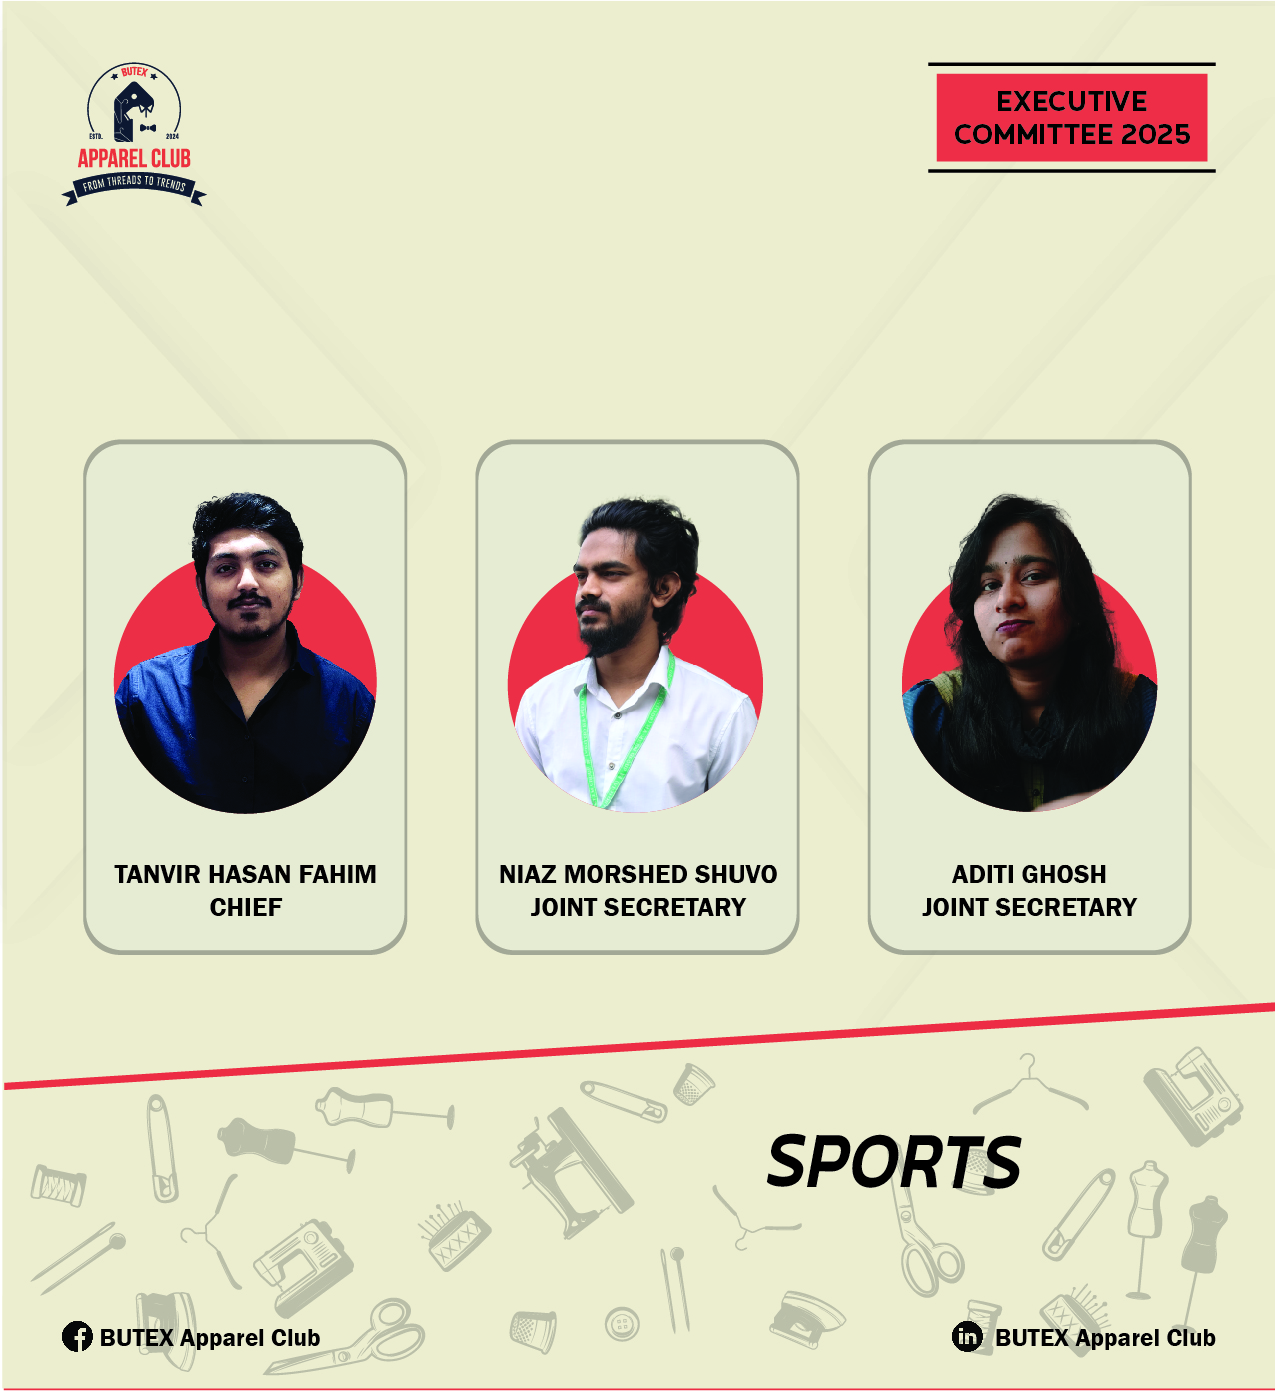 BUTEX
ESTD. 2024
APPAREL CLUB
FROM THREADS TO TRENDS
EXECUTIVE
COMMITTEE 2025
TANVIR HASAN FAHIM
CHIEF
NIAZ MORSHED SHUVO
JOINT SECRETARY
ADITI GHOSH
JOINT SECRETARY
SPORTS
BUTEX Apparel Club
in BUTEX Apparel Club